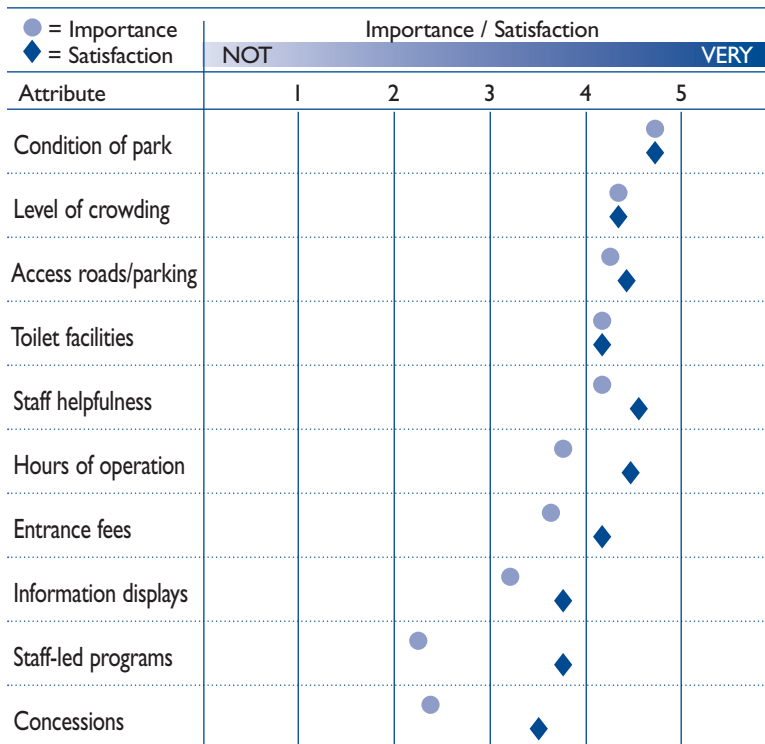 = Importance
= Satisfaction
Importance / Satisfaction
NOT VERY
Attribute 1 2 3 4 5
Condition of park
Level of crowding
Access roads/parking
Toilet facilities
Staff helpfulness
Hours of operation
Entrance fees
Information displays
Staff-led programs
Concessions